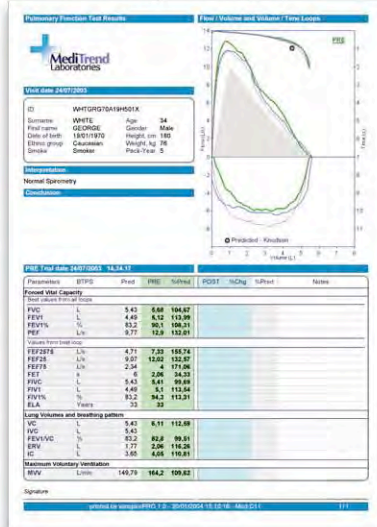 Pulmonary Function Test Results
Flow / Volume and Volume / Time Loops
MediTrend
Laboratories
PRE
Visit date 24/07/2003
ID WHTGRG70A19H501X
Surname WHITE Age 34
First name GEORGE Gender Male
Date of birth 19/01/1970 Height, cm 180
Ethnic group Caucasian Weight, kg 76
Smoke Smoker Pack-Year 5
Interpretation
Normal Spirometry
Conclusion
Predicted - Knudson
Volume (L)
PRE Trial date 24/07/2003 14.34.17
Parameters BTPS Pred PRE %Pred POST %Chg %Pred Notes
Forced Vital Capacity
Best values from all loops
FVC L 5,43 5,68 104,67
FEV1 L 4,49 5,12 113,99
FEV1% % 83,2 90,1 108,31
PEF L/s 9,77 12,9 132,01
Values from best loop
FEF2575 L/s 4,71 7,33 155,74
FEF25 L/s 9,07 12,02 132,57
FEF75 L/s 2,34 4 171,06
FET s 6 2,06 34,33
FIVC L 5,43 5,41 99,69
FIV1 L 4,49 5,1 113,54
FIV1% % 83,2 94,3 113,31
ELA Years 33 33
Lung Volumes and breathing pattern
VC L 5,43 6,11 112,59
IVC L 5,43
FEV1/VC % 83,2 82,8 99,51
ERV L 1,77 2,06 116,26
IC L 3,65 4,05 110,81
Maximum Voluntary Ventilation
MVV L/min 149,79 164,2 109,62
Signature
1 / 1